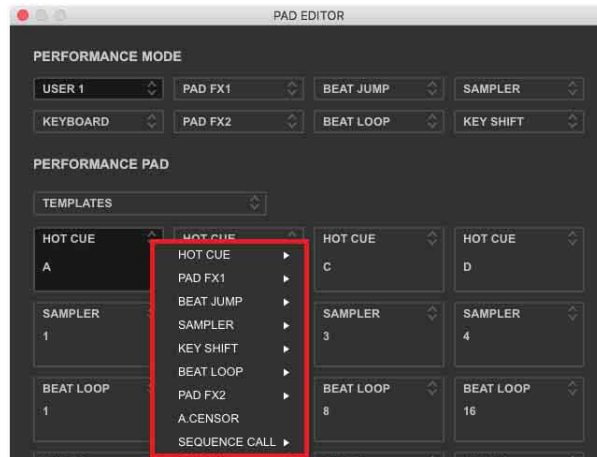 PAD EDITOR
PERFORMANCE MODE
USER 1 PAD FX1 BEAT JUMP SAMPLER
KEYBOARD PAD FX2 BEAT LOOP KEY SHIFT
PERFORMANCE PAD
TEMPLATES
HOT CUE HOT CUE HOT CUE HOT CUE
A C D
SAMPLER SAMPLER SAMPLER
1 3 4
BEAT LOOP BEAT LOOP BEAT LOOP
1 8 16
HOT CUE
PAD FX1
BEAT JUMP
SAMPLER
KEY SHIFT
BEAT LOOP
PAD FX2
A.CENSOR
SEQUENCE CALL